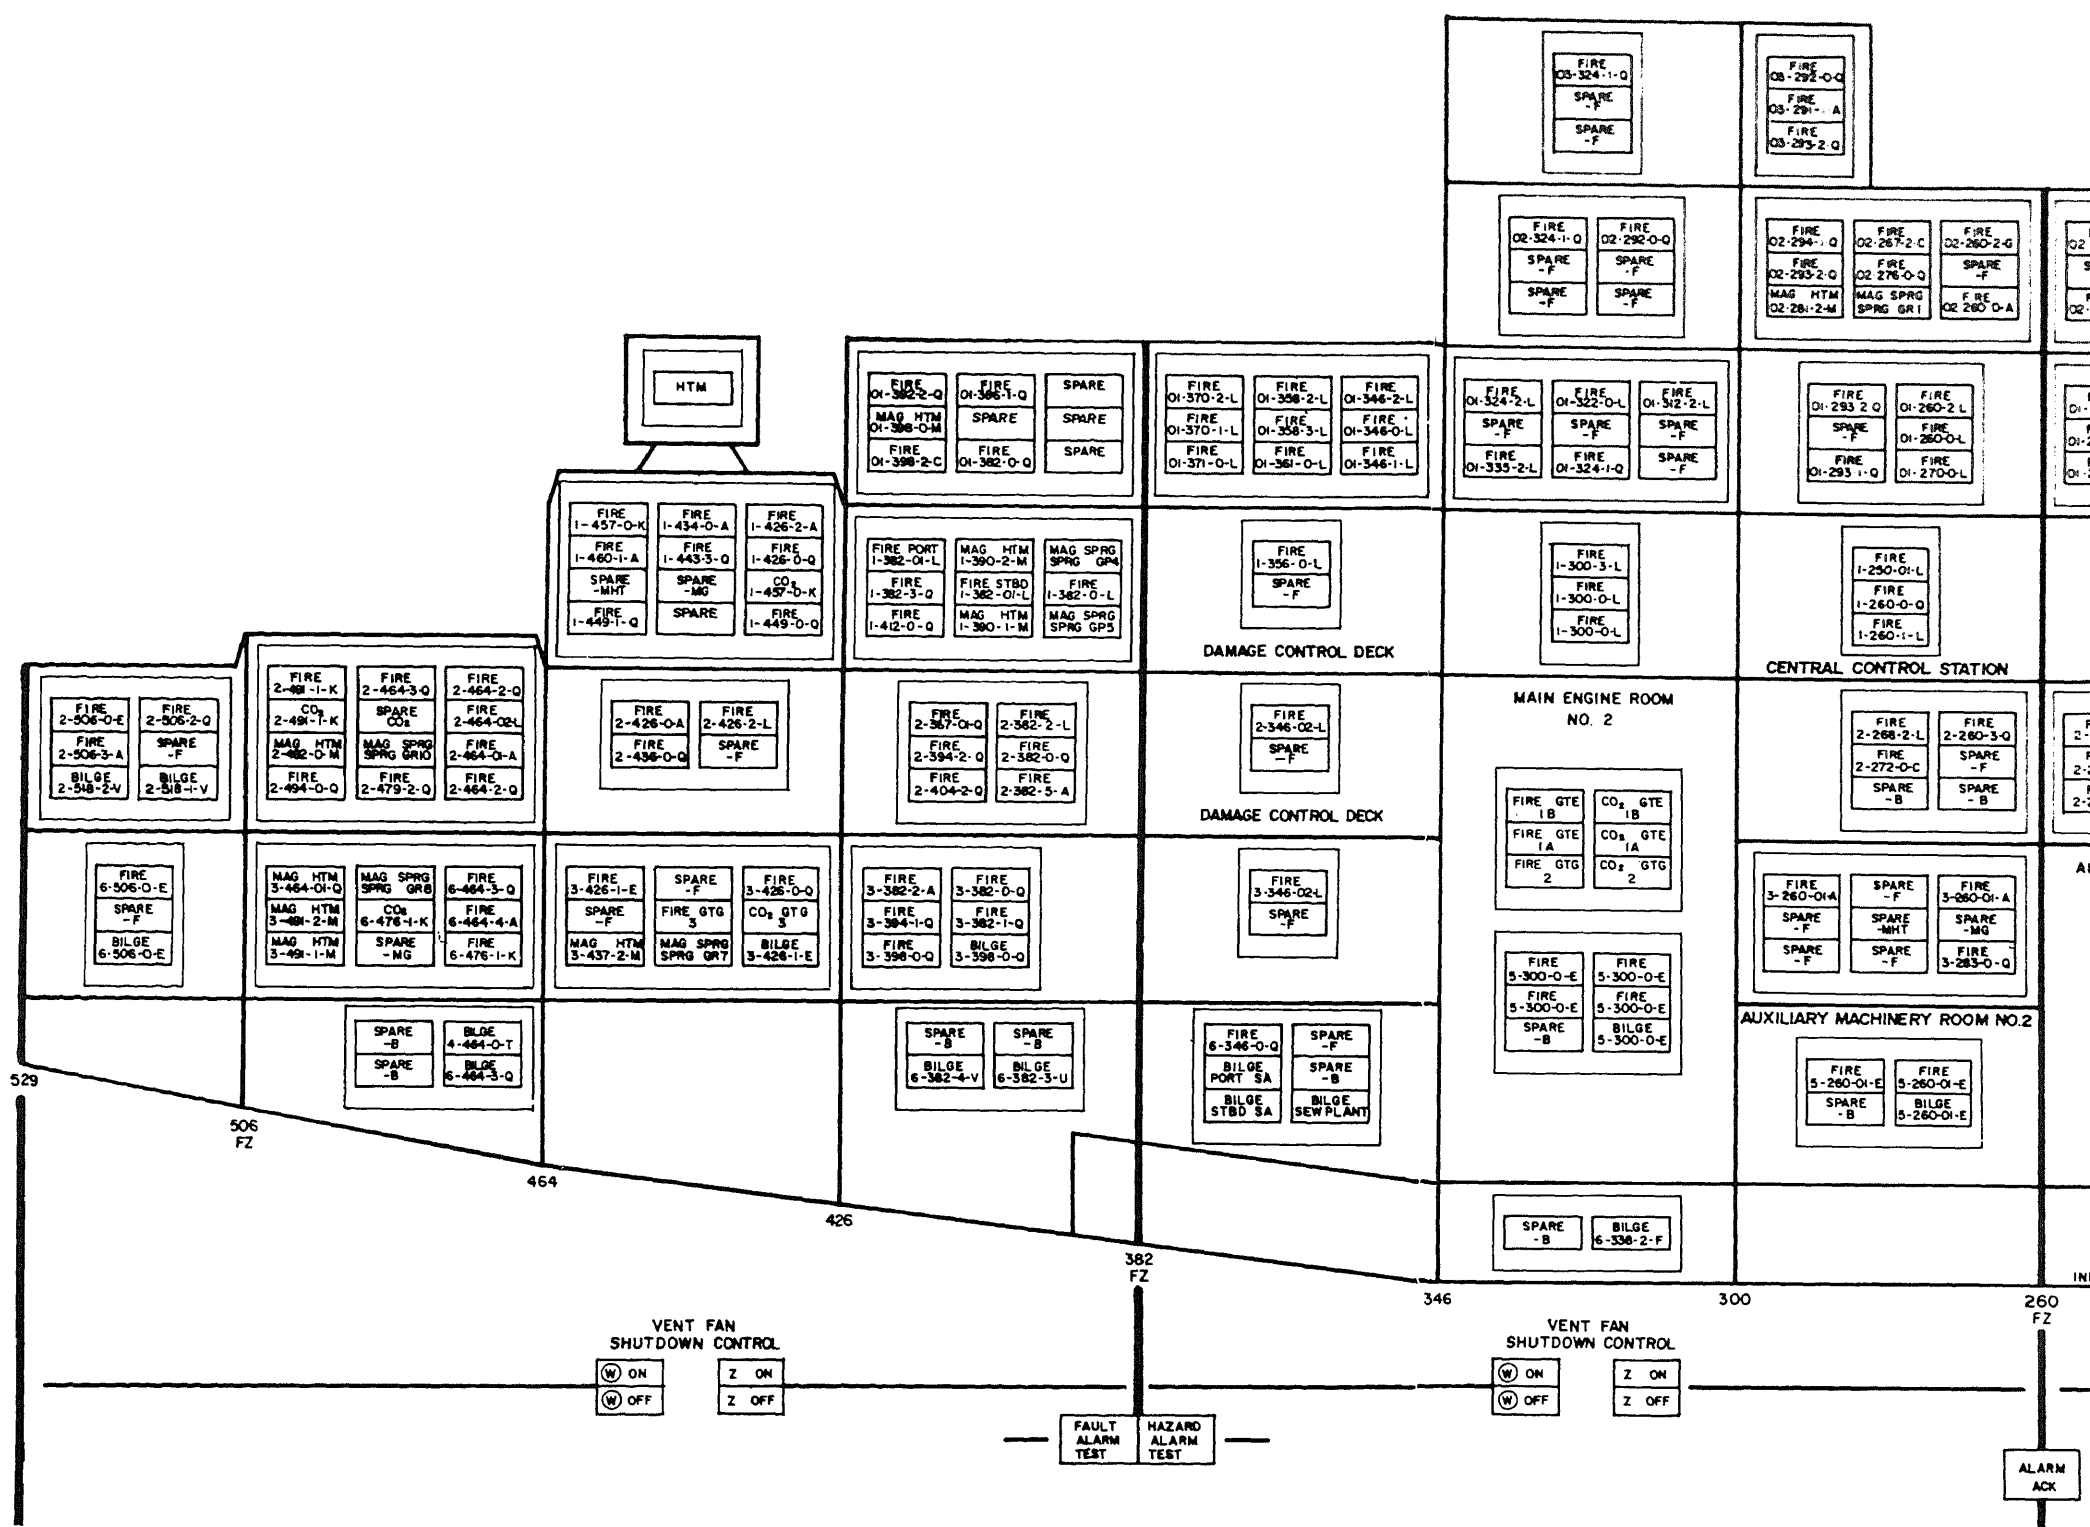 FIRE
03-324-1-Q
SPARE
-F
SPARE
-F
FIRE
03-292-0-Q
FIRE
03-291- A
FIRE
03-293-2-Q
FIRE
02-324-1-Q
SPARE
-F
SPARE
-F
FIRE
02-292-0-Q
SPARE
-F
SPARE
-F
FIRE
02-294-1-Q
FIRE
02-293-2-Q
MAG HTM
02-281-2-M
FIRE
02-267-2-C
FIRE
02-276-0-Q
MAG SPRG
SPRG GR1
FIRE
02-260-2-G
SPARE
-F
FIRE
02 260 0-A
HTM
FIRE
01-392-2-Q
MAG HTM
01-398-0-M
FIRE
01-398-2-C
FIRE
01-386-1-Q
SPARE
FIRE
01-382-0-Q
SPARE
SPARE
SPARE
FIRE
01-370-2-L
FIRE
01-370-1-L
FIRE
01-371-0-L
FIRE
01-358-2-L
FIRE
01-358-3-L
FIRE
01-361-0-L
FIRE
01-346-2-L
FIRE
01-346-0-L
FIRE
01-346-1-L
FIRE
01-324-2-L
SPARE
-F
FIRE
01-335-2-L
FIRE
01-322-0-L
SPARE
-F
FIRE
01-324-1-Q
FIRE
01-312-2-L
SPARE
-F
SPARE
-F
FIRE
01-293 2 Q
SPARE
-F
FIRE
01-293 1-Q
FIRE
01-260-2 L
FIRE
01-260-0-L
FIRE
01-270-0-L
FIRE
1-457-0-K
FIRE
1-460-1-A
SPARE
-MHT
FIRE
1-449-1-Q
FIRE
1-434-0-A
FIRE
1-443-3-Q
SPARE
-MG
SPARE
FIRE
1-426-2-A
FIRE
1-426-0-Q
CO₂
1-457-0-K
FIRE
1-449-0-Q
FIRE PORT
1-382-01-L
FIRE
1-382-3-Q
FIRE
1-412-0-Q
MAG HTM
1-390-2-M
FIRE STBD
1-382-01-L
MAG HTM
1-390-1-M
MAG SPRG
SPRG GP4
FIRE
1-382-0-L
MAG SPRG
SPRG GP5
FIRE
1-356-0-L
SPARE
-F
DAMAGE CONTROL DECK
FIRE
1-300-3-L
FIRE
1-300-0-L
FIRE
1-300-0-L
FIRE
1-250-01-L
FIRE
1-260-0-Q
FIRE
1-260-1-L
CENTRAL CONTROL STATION
FIRE
2-506-0-E
FIRE
2-506-3-A
BILGE
2-518-2-V
FIRE
2-506-2-Q
SPARE
-F
BILGE
2-518-1-V
FIRE
2-491-1-K
CO₂
2-491-1-K
MAG HTM
2-482-0-M
FIRE
2-494-0-Q
FIRE
2-464-3-Q
SPARE
CO₂
MAG SPRG
SPRG GR10
FIRE
2-479-2-Q
FIRE
2-464-2-Q
FIRE
2-464-02-L
FIRE
2-464-01-A
FIRE
2-464-2-Q
FIRE
2-426-0-A
FIRE
2-436-0-Q
FIRE
2-426-2-L
SPARE
-F
FIRE
2-367-01-Q
FIRE
2-394-2-Q
FIRE
2-404-2-Q
FIRE
2-382-2-L
FIRE
2-382-0-Q
FIRE
2-382-5-A
FIRE
2-346-02-L
SPARE
-F
DAMAGE CONTROL DECK
MAIN ENGINE ROOM
NO. 2
FIRE GTE
1B
FIRE GTE
1A
FIRE GTG
2
CO₂ GTE
1B
CO₂ GTE
1A
CO₂ GTG
2
FIRE
2-268-2-L
FIRE
2-272-0-C
SPARE
-B
FIRE
2-260-3-Q
SPARE
-F
SPARE
-B
FIRE
6-506-0-E
SPARE
-F
BILGE
6-506-0-E
MAG HTM
3-464-01-Q
MAG HTM
3-491-2-M
MAG HTM
3-491-1-M
MAG SPRG
SPRG GR8
CO₂
6-476-1-K
SPARE
-MG
FIRE
6-464-3-Q
FIRE
6-464-4-A
FIRE
6-476-1-K
FIRE
3-426-1-E
SPARE
-F
MAG HTM
3-437-2-M
SPARE
-F
FIRE GTG
3
MAG SPRG
SPRG GR7
FIRE
3-426-0-Q
CO₂ GTG
3
BILGE
3-426-1-E
FIRE
3-382-2-A
FIRE
3-394-1-Q
FIRE
3-398-0-Q
FIRE
3-382-0-Q
FIRE
3-382-1-Q
BILGE
3-398-0-Q
FIRE
3-346-02-L
SPARE
-F
FIRE
5-300-0-E
FIRE
5-300-0-E
SPARE
-B
FIRE
5-300-0-E
FIRE
5-300-0-E
BILGE
5-300-0-E
FIRE
3-260-01-A
SPARE
-F
SPARE
-F
SPARE
-F
SPARE
-MHT
SPARE
-F
FIRE
3-260-01-A
SPARE
-MG
FIRE
3-283-0-Q
AUXILIARY MACHINERY ROOM NO.2
SPARE
-B
SPARE
-B
BILGE
4-464-0-T
BILGE
6-464-3-Q
SPARE
-B
BILGE
6-382-4-V
SPARE
-B
BILGE
6-382-3-U
FIRE
6-346-0-Q
BILGE
PORT SA
BILGE
STBD SA
SPARE
-F
SPARE
-B
BILGE
SEWPLANT
FIRE
5-260-01-E
SPARE
-B
FIRE
5-260-01-E
BILGE
5-260-01-E
SPARE
-B
BILGE
6-338-2-F
529
506
FZ
464
426
382
FZ
346
300
260
FZ
VENT FAN
SHUTDOWN CONTROL
W ON
W OFF
Z ON
Z OFF
VENT FAN
SHUTDOWN CONTROL
W ON
W OFF
Z ON
Z OFF
FAULT
ALARM
TEST
HAZARD
ALARM
TEST
ALARM
ACK